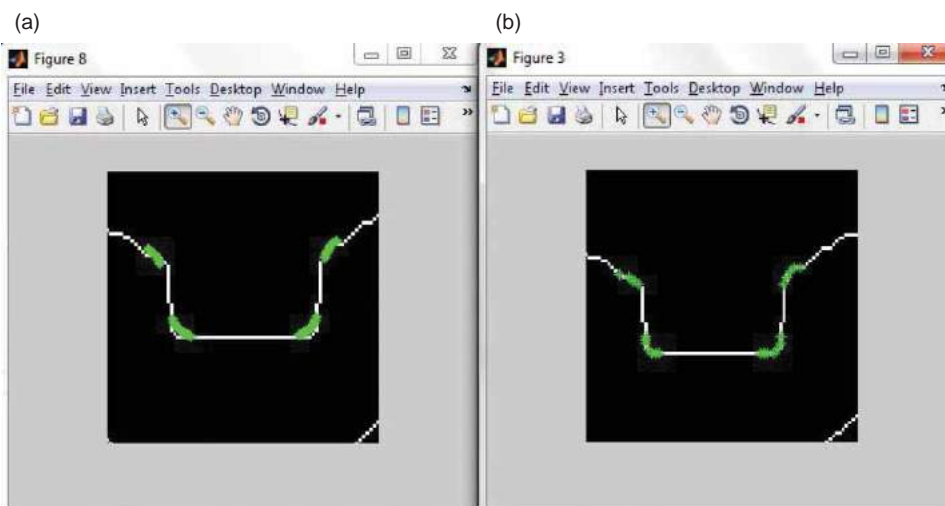 (a)
(b)
Figure 8
File Edit View Insert Tools Desktop Window Help
Figure 3
File Edit View Insert Tools Desktop Window Help